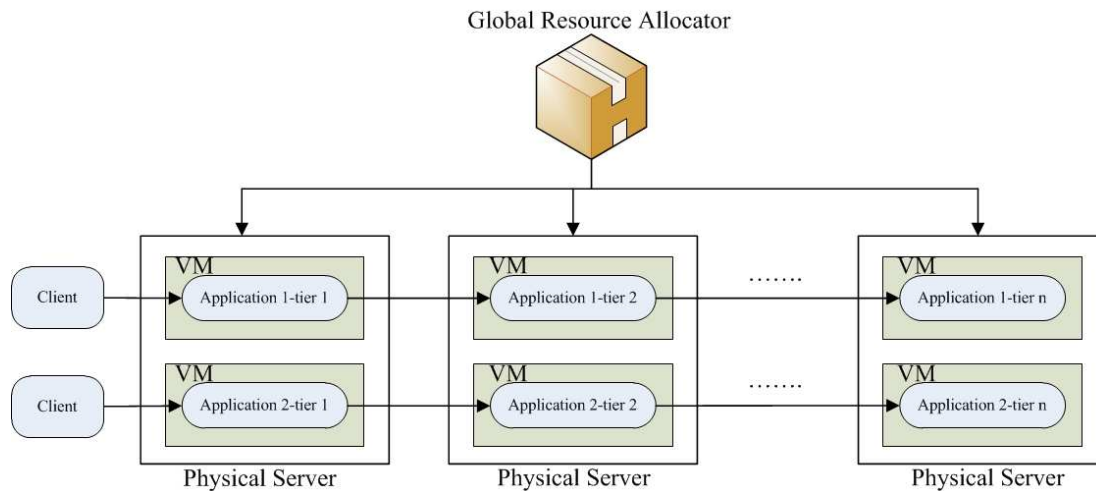 Global Resource Allocator
VM
VM
VM
.......
Client
Application 1-tier 1
Application 1-tier 2
Application 1-tier n
VM
VM
VM
.......
Client
Application 2-tier 1
Application 2-tier 2
Application 2-tier n
Physical Server
Physical Server
Physical Server